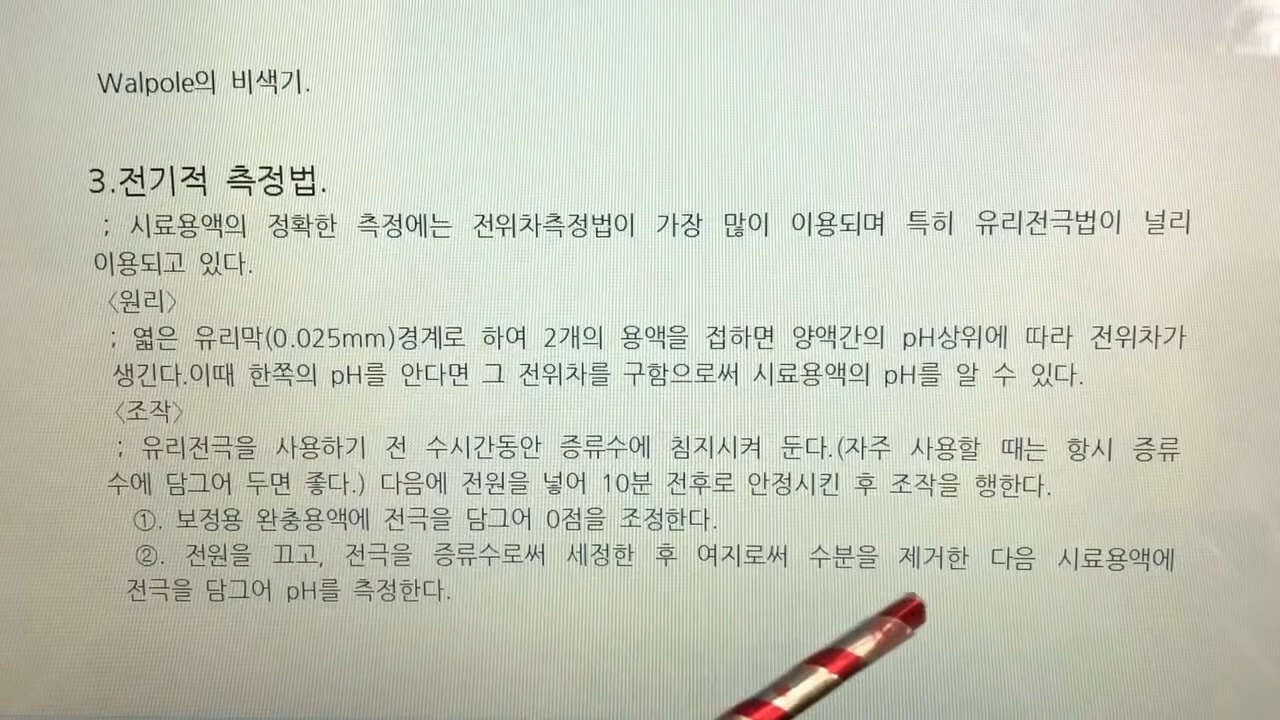 Walpole의 비색기.
3.전기적 측정법.
; 시료용액의 정확한 측정에는 전위차측정법이 가장 많이 이용되며 특히 유리전극법이 널리
이용되고 있다.
〈원리〉
; 엷은 유리막(0.025mm)경계로 하여 2개의 용액을 접하면 양액간의 pH상위에 따라 전위차가
생긴다.이때 한쪽의 pH를 안다면 그 전위차를 구함으로써 시료용액의 pH를 알 수 있다.
〈조작〉
; 유리전극을 사용하기 전 수시간동안 증류수에 침지시켜 둔다.(자주 사용할 때는 항시 증류
수에 담그어 두면 좋다.) 다음에 전원을 넣어 10분 전후로 안정시킨 후 조작을 행한다.
①. 보정용 완충용액에 전극을 담그어 0점을 조정한다.
②. 전원을 끄고, 전극을 증류수로써 세정한 후 여지로써 수분을 제거한 다음 시료용액에
전극을 담그어 pH를 측정한다.